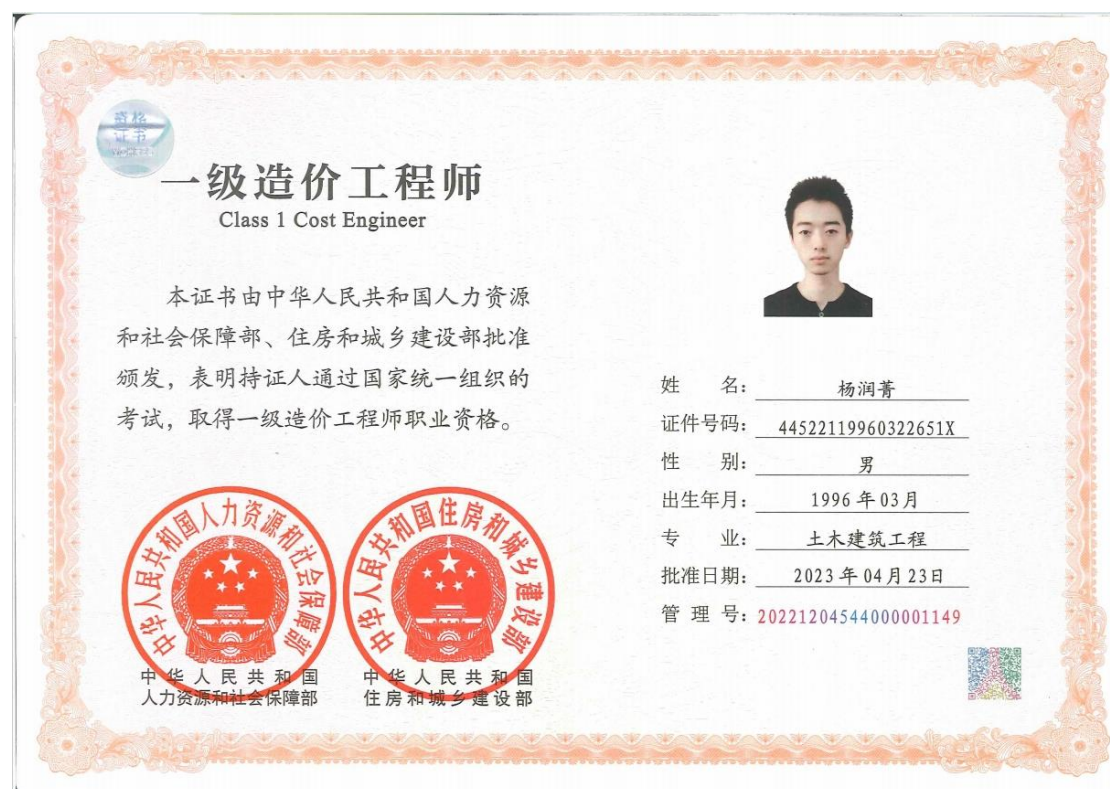 资格
证书
一级造价工程师
Class 1 Cost Engineer
本证书由中华人民共和国人力资源
和社会保障部、住房和城乡建设部批准
颁发，表明持证人通过国家统一组织的
考试，取得一级造价工程师职业资格。
中华人民共和国人力资源和社会保障部
中华人民共和国住房和城乡建设部
中华人民共和国
人力资源和社会保障部
中华人民共和国
住房和城乡建设部
姓 名：杨润菁
证件号码：44522119960322651X
性 别：男
出生年月：1996年03月
专 业：土木建筑工程
批准日期：2023年04月23日
管 理 号：20221204544000001149